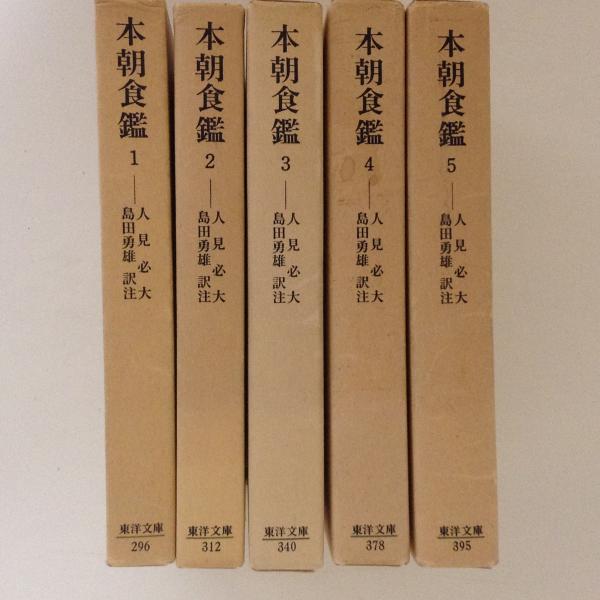 本朝食鑑
1
人見必大
島田勇雄 訳注
東洋文庫
296
本朝食鑑
2
人見必大
島田勇雄 訳注
東洋文庫
312
本朝食鑑
3
人見必大
島田勇雄 訳注
東洋文庫
340
本朝食鑑
4
人見必大
島田勇雄 訳注
東洋文庫
378
本朝食鑑
5
人見必大
島田勇雄 訳注
東洋文庫
395